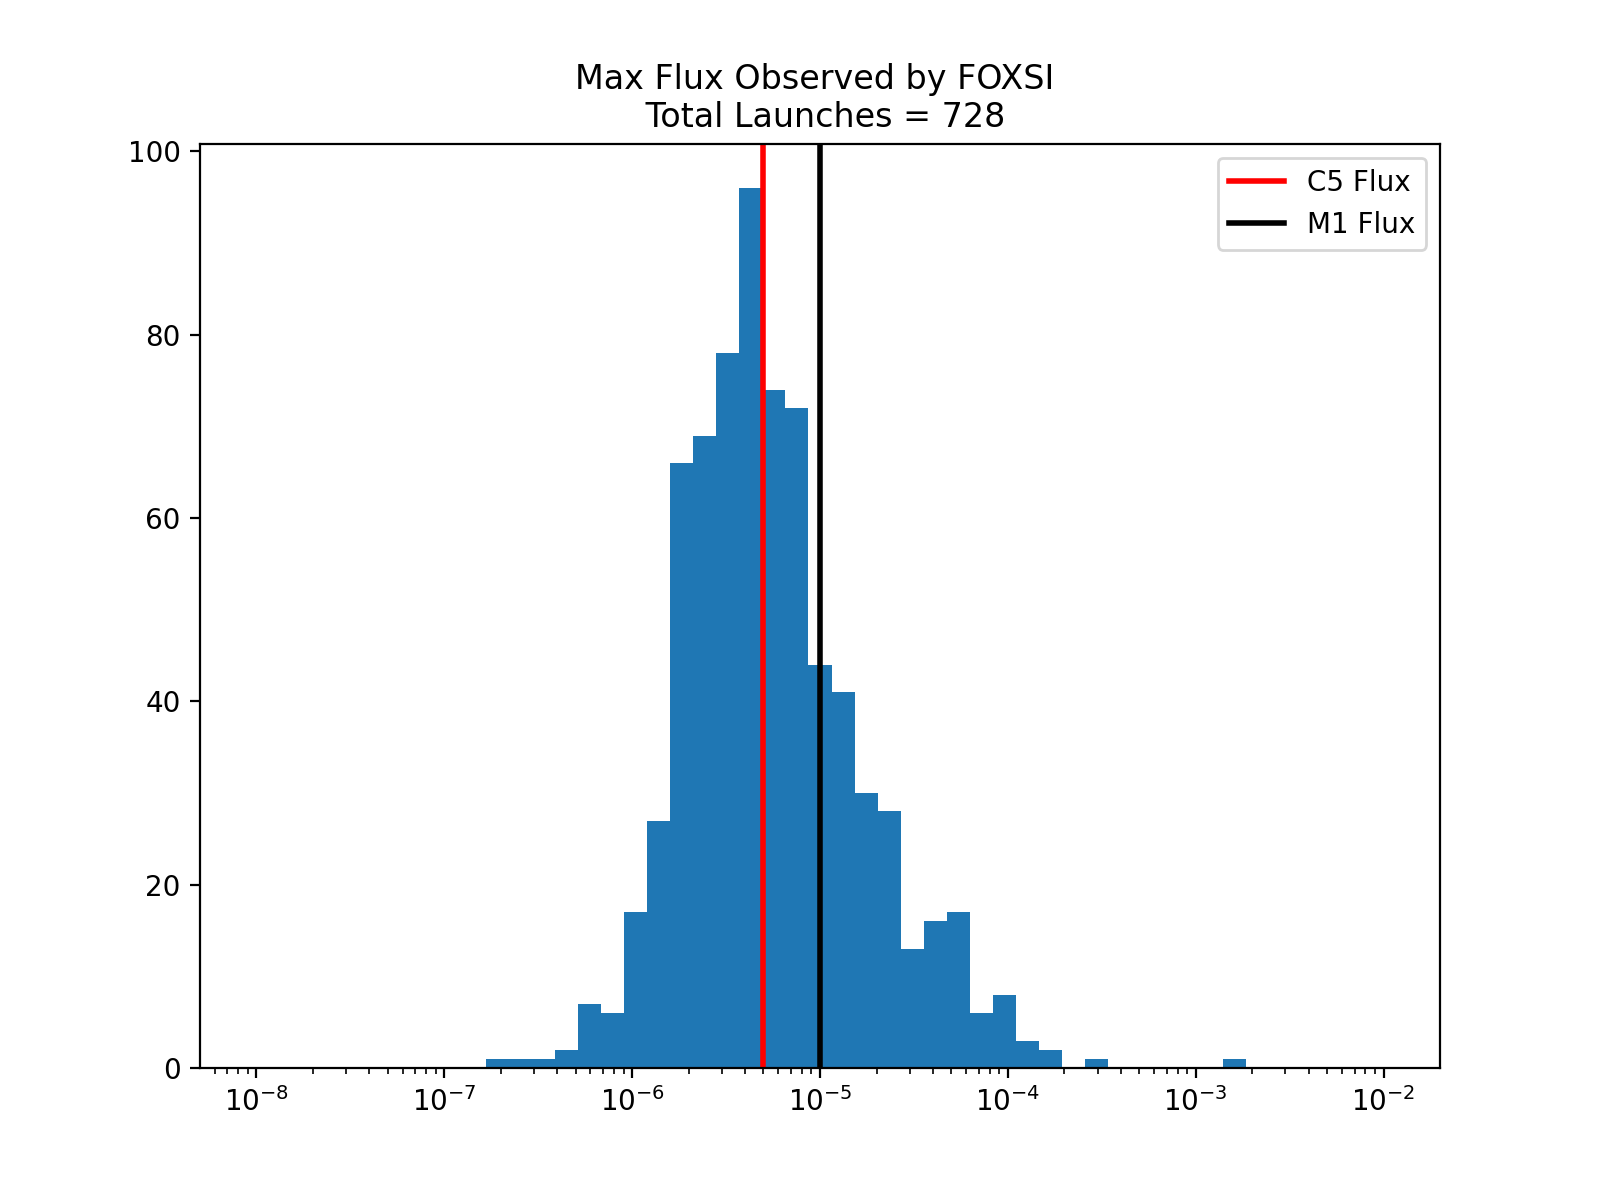 Max Flux Observed by FOXSI
Total Launches = 728
C5 Flux
M1 Flux
100
80
60
40
20
0
10⁻⁸ 10⁻⁷ 10⁻⁶ 10⁻⁵ 10⁻⁴ 10⁻³ 10⁻²